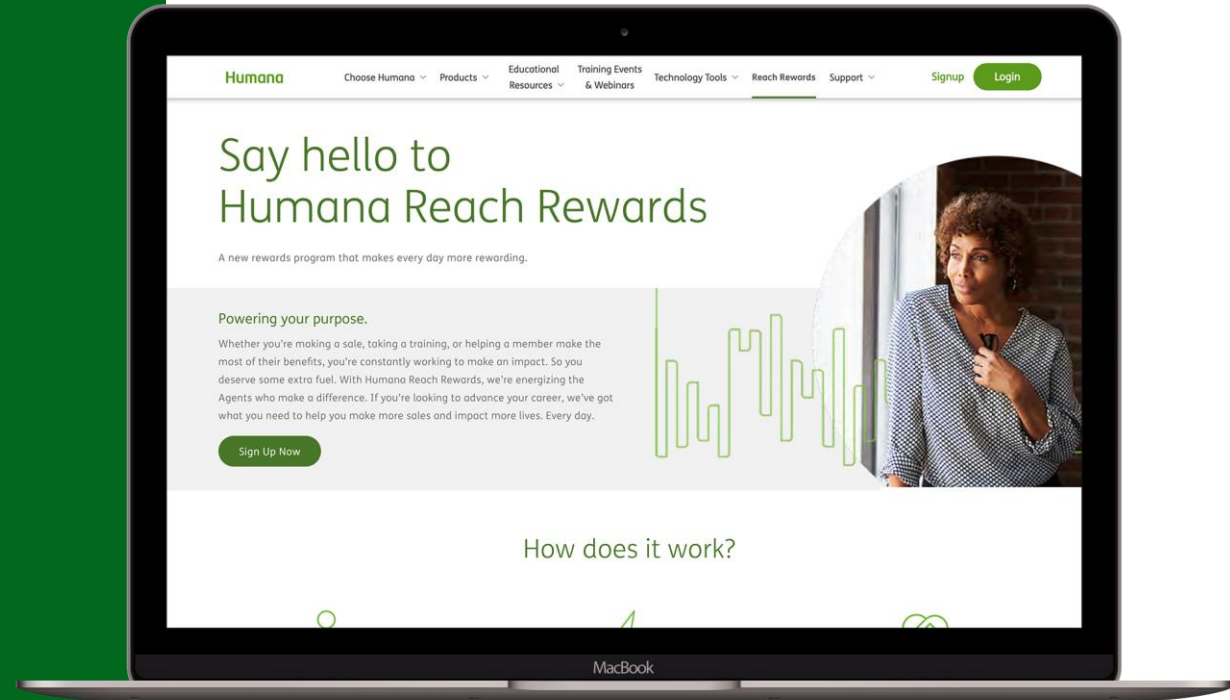 Humana
Choose Humana
Products
Educational
Resources
Training Events
& Webinars
Technology Tools
Reach Rewards
Support
Signup
Login
Say hello to
Humana Reach Rewards
A new rewards program that makes every day more rewarding.
Powering your purpose.
Whether you're making a sale, taking a training, or helping a member make the
most of their benefits, you're constantly working to make an impact. So you
deserve some extra fuel. With Humana Reach Rewards, we're energizing the
Agents who make a difference. If you're looking to advance your career, we've got
what you need to help you make more sales and impact more lives. Every day.
Sign Up Now
How does it work?
MacBook